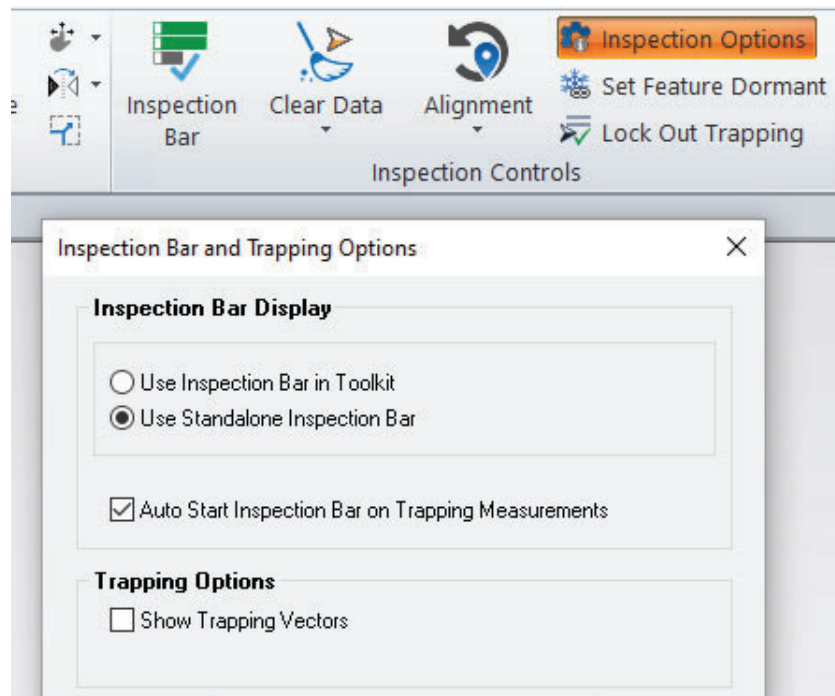 e
Inspection
Bar
Clear Data
Alignment
Inspection Options
Set Feature Dormant
Lock Out Trapping
Inspection Controls
Inspection Bar and Trapping Options
Inspection Bar Display
Use Inspection Bar in Toolkit
Use Standalone Inspection Bar
Auto Start Inspection Bar on Trapping Measurements
Trapping Options
Show Trapping Vectors